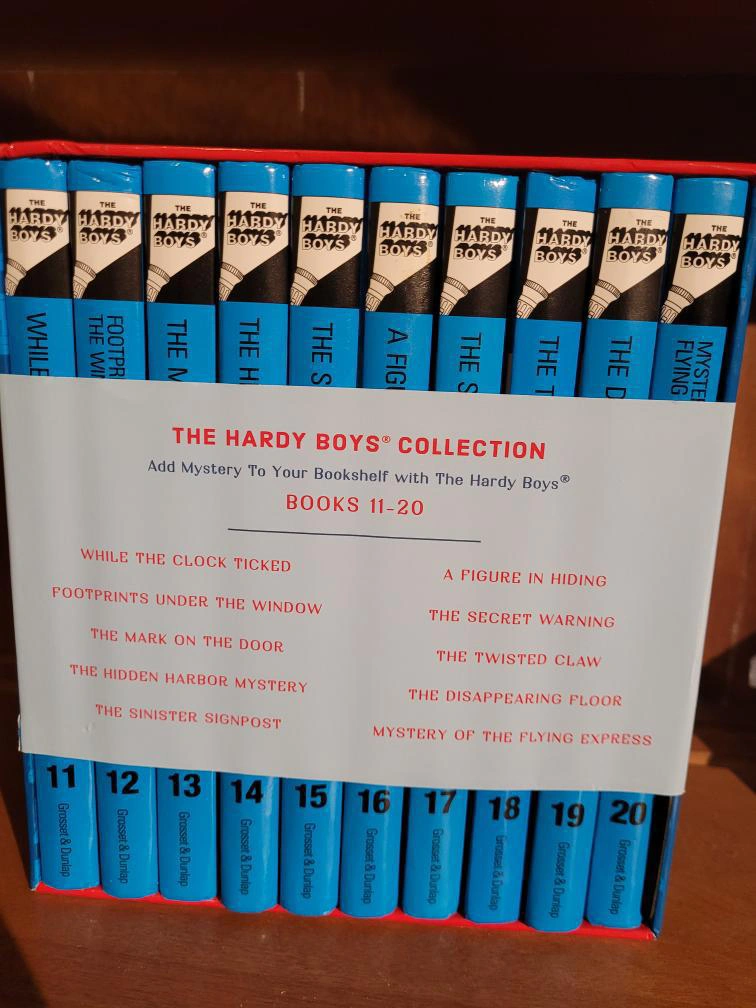 THE HARDY BOYS®
THE HARDY BOYS®
THE HARDY BOYS®
THE HARDY BOYS®
THE HARDY BOYS®
THE HARDY BOYS®
THE HARDY BOYS®
THE HARDY BOYS®
THE HARDY BOYS®
THE HARDY BOYS®
WHILE
FOOTPRI
THE WIN
THE M
THE H
THE S
A FIGU
THE S
THE T
THE D
MYSTE
FLYING
THE HARDY BOYS® COLLECTION
Add Mystery To Your Bookshelf with The Hardy Boys®
BOOKS 11-20
WHILE THE CLOCK TICKED
FOOTPRINTS UNDER THE WINDOW
THE MARK ON THE DOOR
THE HIDDEN HARBOR MYSTERY
THE SINISTER SIGNPOST
A FIGURE IN HIDING
THE SECRET WARNING
THE TWISTED CLAW
THE DISAPPEARING FLOOR
MYSTERY OF THE FLYING EXPRESS
11
12
13
14
15
16
17
18
19
20
Grosset & Dunlap
Grosset & Dunlap
Grosset & Dunlap
Grosset & Dunlap
Grosset & Dunlap
Grosset & Dunlap
Grosset & Dunlap
Grosset & Dunlap
Grosset & Dunlap
Grosset & Dunlap